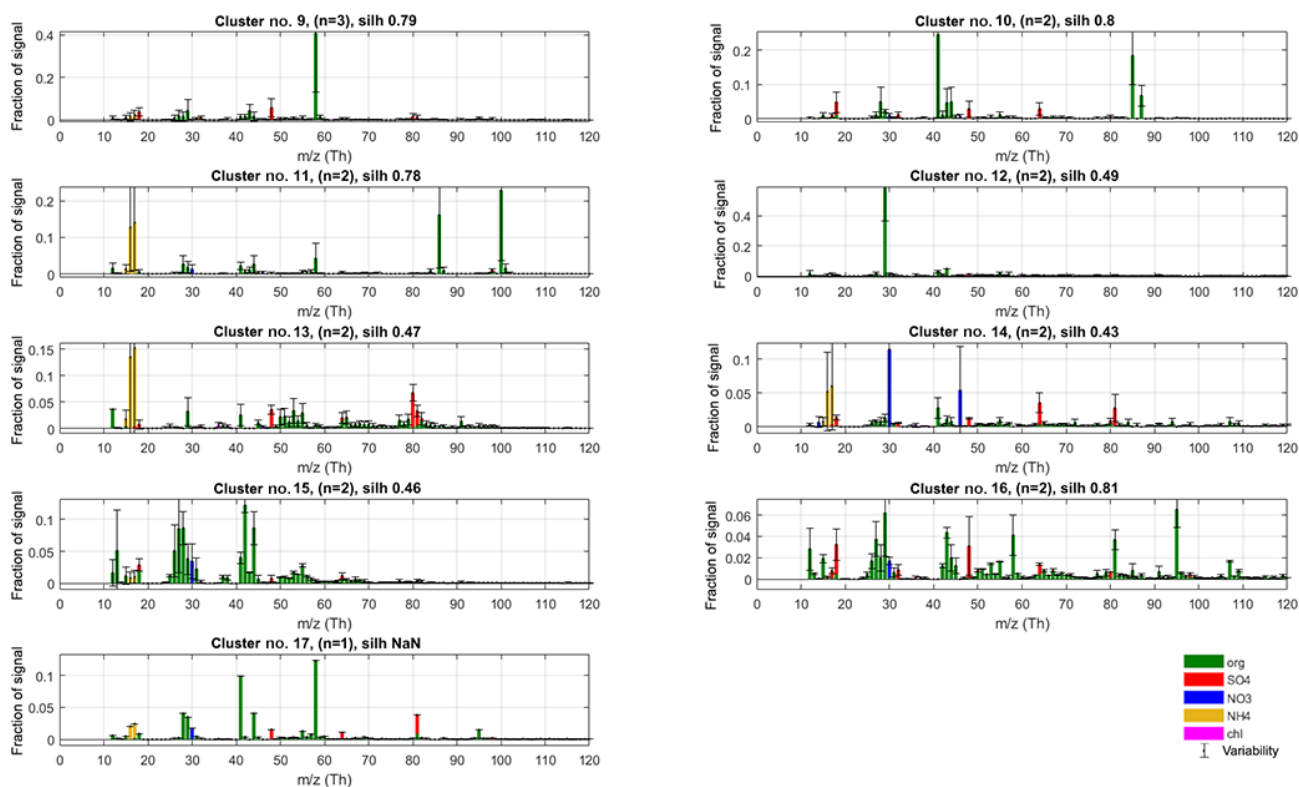 Cluster no. 9, (n=3), silh 0.79
Fraction of signal
0.4
0.2
0
0 10 20 30 40 50 60 70 80 90 100 110 120
m/z (Th)
Cluster no. 10, (n=2), silh 0.8
Fraction of signal
0.2
0.1
0
0 10 20 30 40 50 60 70 80 90 100 110 120
m/z (Th)
Cluster no. 11, (n=2), silh 0.78
Fraction of signal
0.2
0.1
0
0 10 20 30 40 50 60 70 80 90 100 110 120
m/z (Th)
Cluster no. 12, (n=2), silh 0.49
Fraction of signal
0.4
0.2
0
0 10 20 30 40 50 60 70 80 90 100 110 120
m/z (Th)
Cluster no. 13, (n=2), silh 0.47
Fraction of signal
0.15
0.1
0.05
0
0 10 20 30 40 50 60 70 80 90 100 110 120
m/z (Th)
Cluster no. 14, (n=2), silh 0.43
Fraction of signal
0.1
0.05
0
0 10 20 30 40 50 60 70 80 90 100 110 120
m/z (Th)
Cluster no. 15, (n=2), silh 0.46
Fraction of signal
0.1
0.05
0
0 10 20 30 40 50 60 70 80 90 100 110 120
m/z (Th)
Cluster no. 16, (n=2), silh 0.81
Fraction of signal
0.06
0.04
0.02
0
0 10 20 30 40 50 60 70 80 90 100 110 120
m/z (Th)
Cluster no. 17, (n=1), silh NaN
Fraction of signal
0.1
0.05
0
0 10 20 30 40 50 60 70 80 90 100 110 120
m/z (Th)
org
SO4
NO3
NH4
chl
Variability